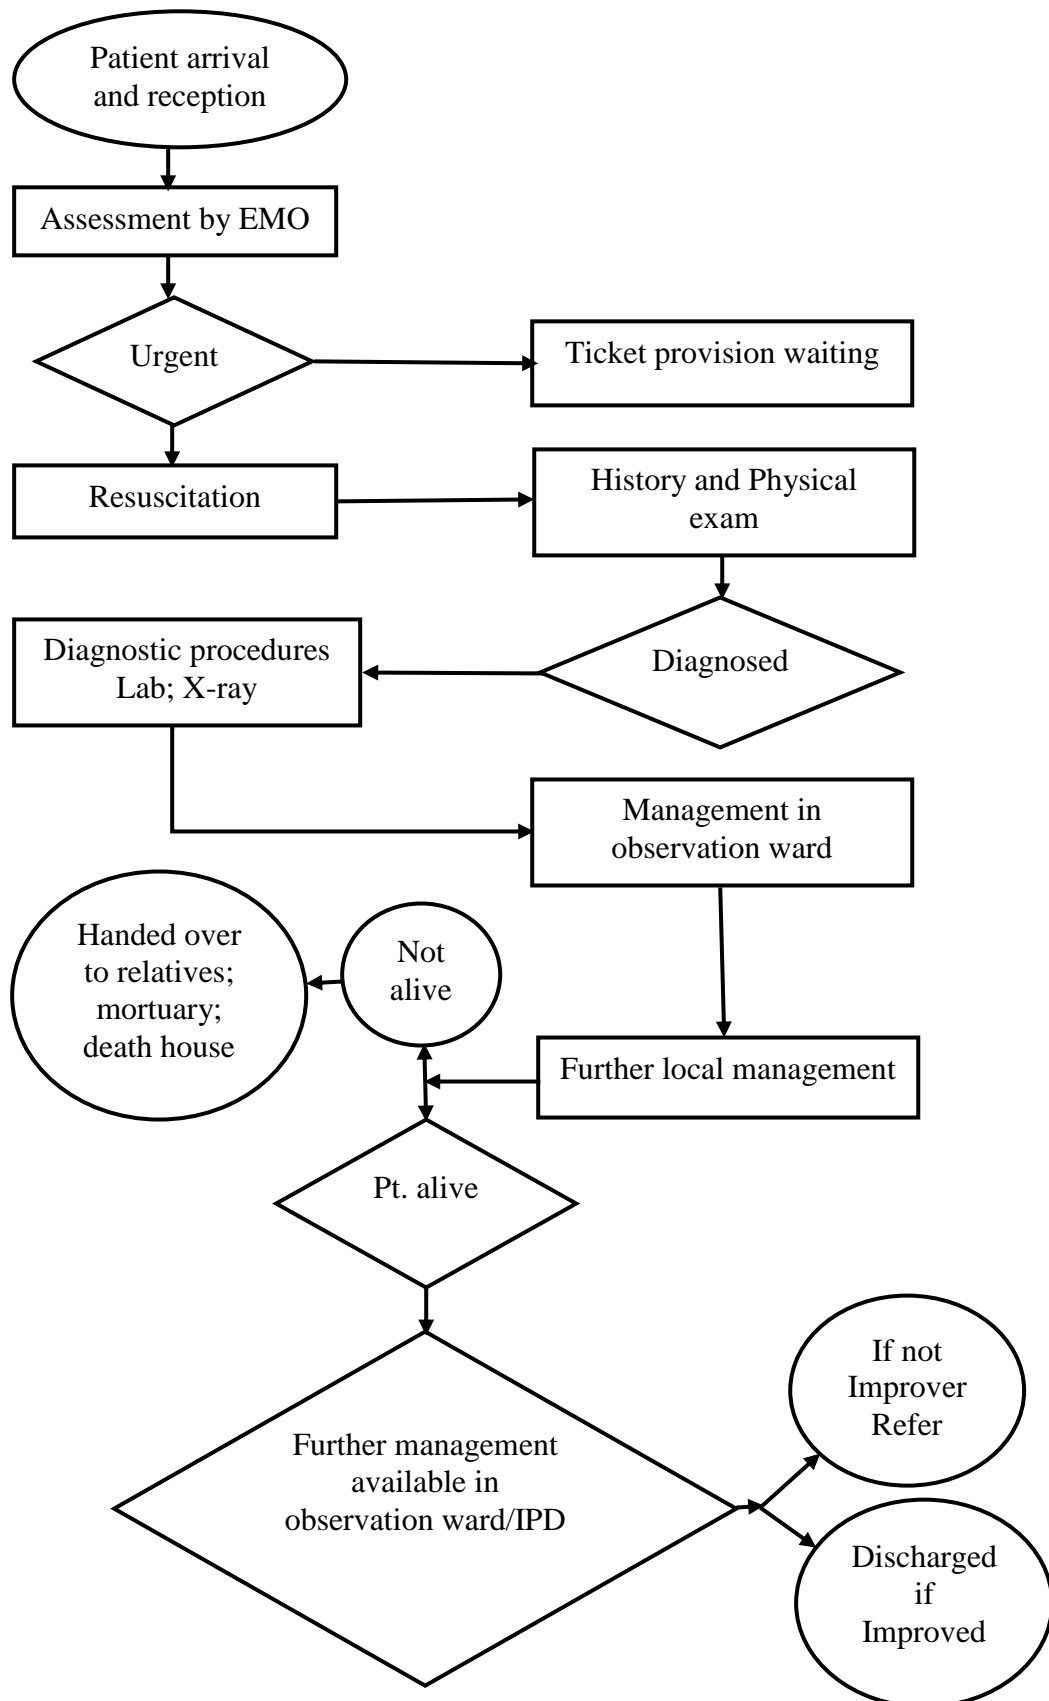 Patient arrival
and reception
Assessment by EMO
Urgent
Ticket provision waiting
Resuscitation
History and Physical
exam
Diagnostic procedures
Lab; X-ray
Diagnosed
Management in
observation ward
Handed over
to relatives;
mortuary;
death house
Not
alive
Further local management
Pt. alive
If not
Improver
Refer
Further management
available in
observation ward/IPD
Discharged
if
Improved